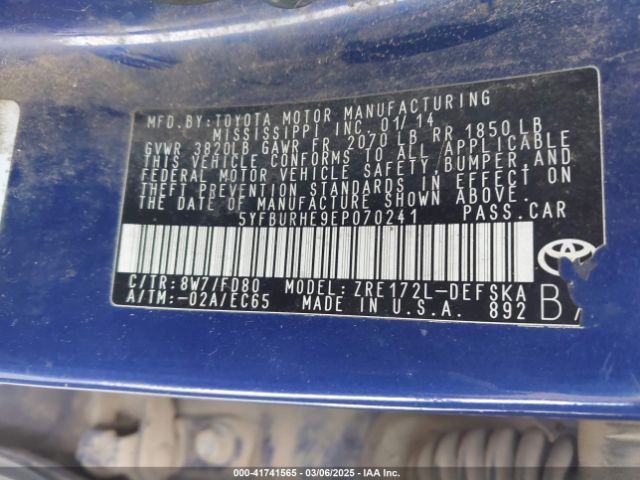 MFD.BY:TOYOTA MOTOR MANUFACTURING
MISSISSIPPI INC. 01/14
GVWR 3820LB GAWR FR 2070 LB RR 1850LB
THIS VEHICLE CONFORMS TO ALL APPLICABLE
FEDERAL MOTOR VEHICLE SAFETY,BUMPER,AND
THEFT PREVENTION STANDARDS IN EFFECT ON
THE DATE OF MANUFACTURE SHOWN ABOVE.
5YFBURHE9EP070241 PASS.CAR
C/TR:8W7/FD80 MODEL:ZRE172L-DEFSKA
A/TM:-02A/EC65 MADE IN U.S.A. 892
B
000-41741565 - 03/06/2025 - IAA Inc.